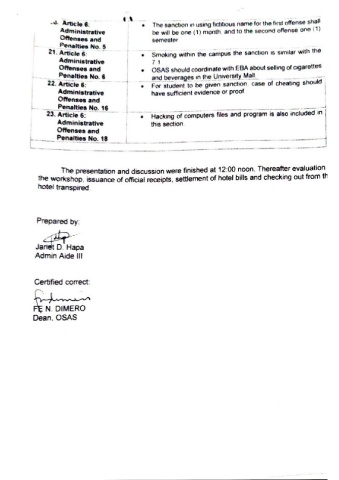 Article 6:
Administrative
Offenses and
Penalties No. 5
• The sanction in using fictitious name for the first offense shall
be will be one (1) month, and to the second offense one (1)
semester
21. Article 6:
Administrative
Offenses and
Penalties No. 6
• Smoking within the campus the sanction is similar with the
7.1
• OSAS should coordinate with EBA about selling of cigarettes
and beverages in the University Mall.
22. Article 6:
Administrative
Offenses and
Penalties No. 16
• For student to be given sanction case of cheating should
have sufficient evidence or proof
23. Article 6:
Administrative
Offenses and
Penalties No. 18
• Hacking of computers files and program is also included in
this section
The presentation and discussion were finished at 12:00 noon. Thereafter evaluation
the workshop, issuance of official receipts, settlement of hotel bills and checking out from th
hotel transpired
Prepared by:
Janet D. Hapa
Admin Aide III
Certified correct:
FE N. DIMERO
Dean, OSAS